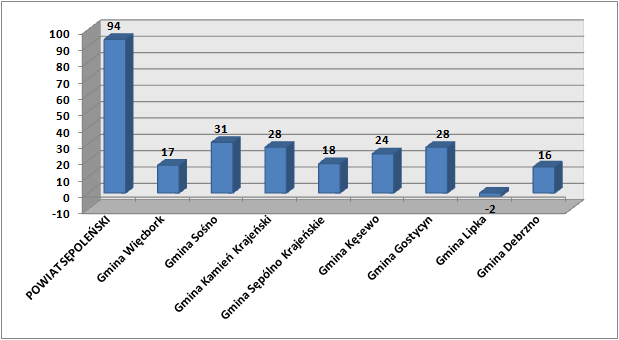 100
90
80
70
60
50
40
30
20
10
0
-10
94
17
31
28
18
24
28
-2
16
POWIAT SĘPOLEŃSKI
Gmina Więcbork
Gmina Sośno
Gmina Kamień Krajeński
Gmina Sępólno Krajeńskie
Gmina Kęsewo
Gmina Gostycyn
Gmina Lipka
Gmina Debrzno